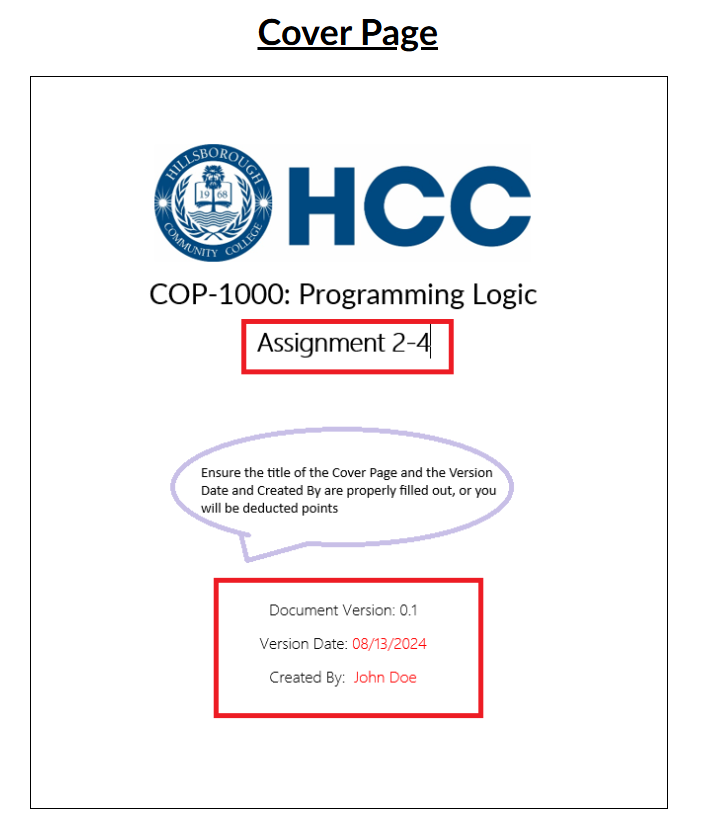 Cover Page
HILLSBOROUGH
19 68
COMMUNITY COLLEGE
HCC
COP-1000: Programming Logic
Assignment 2-4
Ensure the title of the Cover Page and the Version
Date and Created By are properly filled out, or you
will be deducted points
Document Version: 0.1
Version Date: 08/13/2024
Created By: John Doe